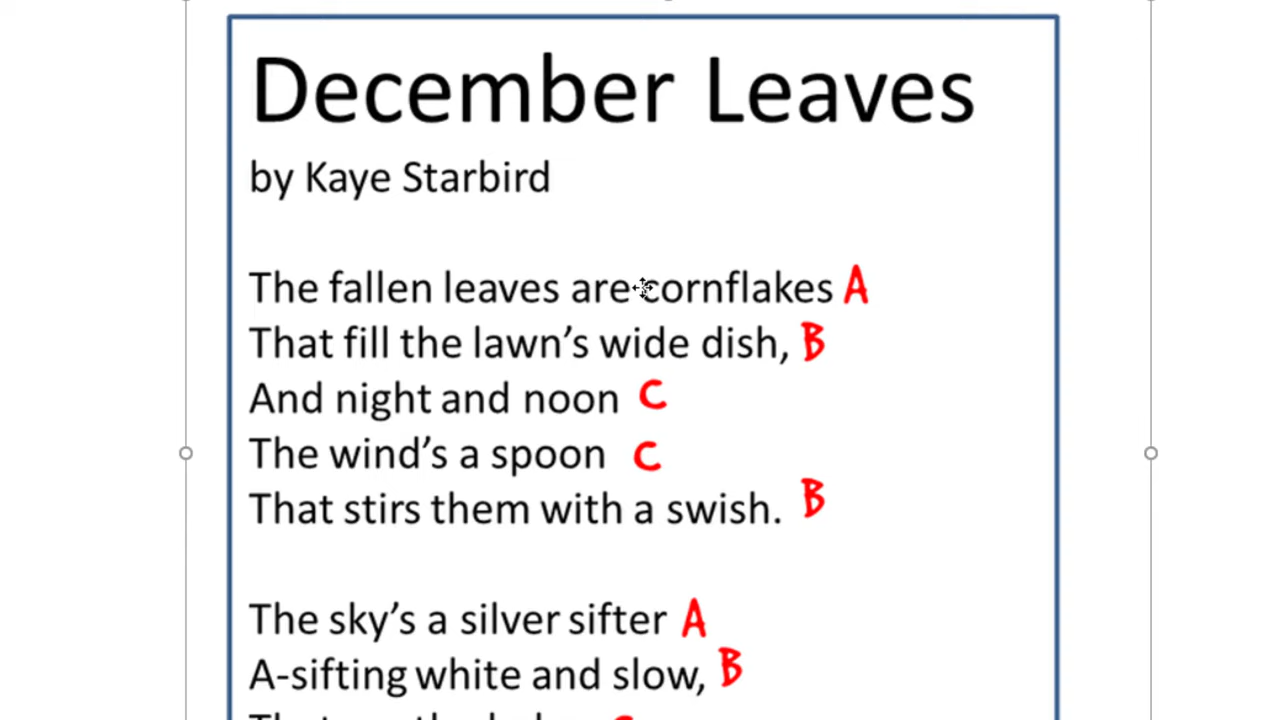 December Leaves
by Kaye Starbird
The fallen leaves are cornflakes A
That fill the lawn’s wide dish, B
And night and noon C
The wind’s a spoon C
That stirs them with a swish. B
The sky’s a silver sifter A
A-sifting white and slow, B